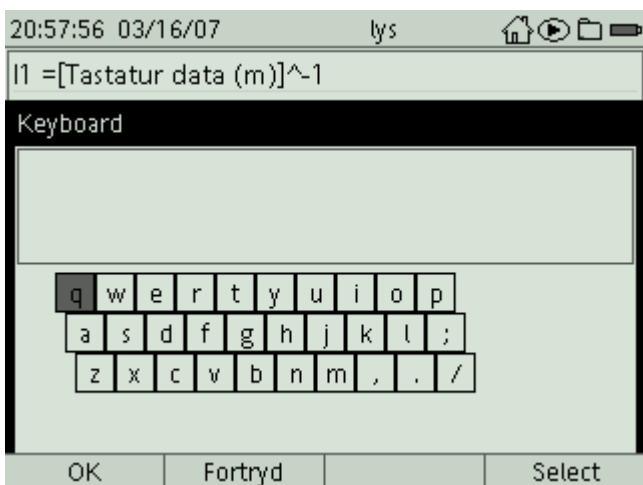 20:57:56 03/16/07 lys
l1 =[Tastatur data (m)]^-1
Keyboard
q w e r t y u i o p
a s d f g h j k l ;
z x c v b n m , . /
OK Fortryd Select